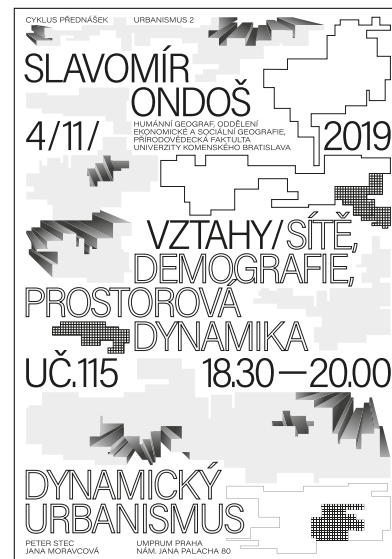 CYKLUS PŘEDNÁŠEK URBANISMUS 2
SLAVOMÍR
ONDOŠ
4/11/ HUMÁNNÍ GEOGRAF, ODDĚLENÍ
EKONOMICKÉ A SOCIÁLNÍ GEOGRAFIE,
PŘÍRODOVĚDECKÁ FAKTULTA
UNIVERZITY KOMENSKÉHO BRATISLAVA 2019
VZTAHY/SÍTĚ,
DEMOGRAFIE,
PROSTOROVÁ
DYNAMIKA
UČ.115 18.30—20.00
DYNAMICKÝ
URBANISMUS
PETER STEC UMPRUM PRAHA
JANA MORAVCOVÁ NÁM. JANA PALACHA 80